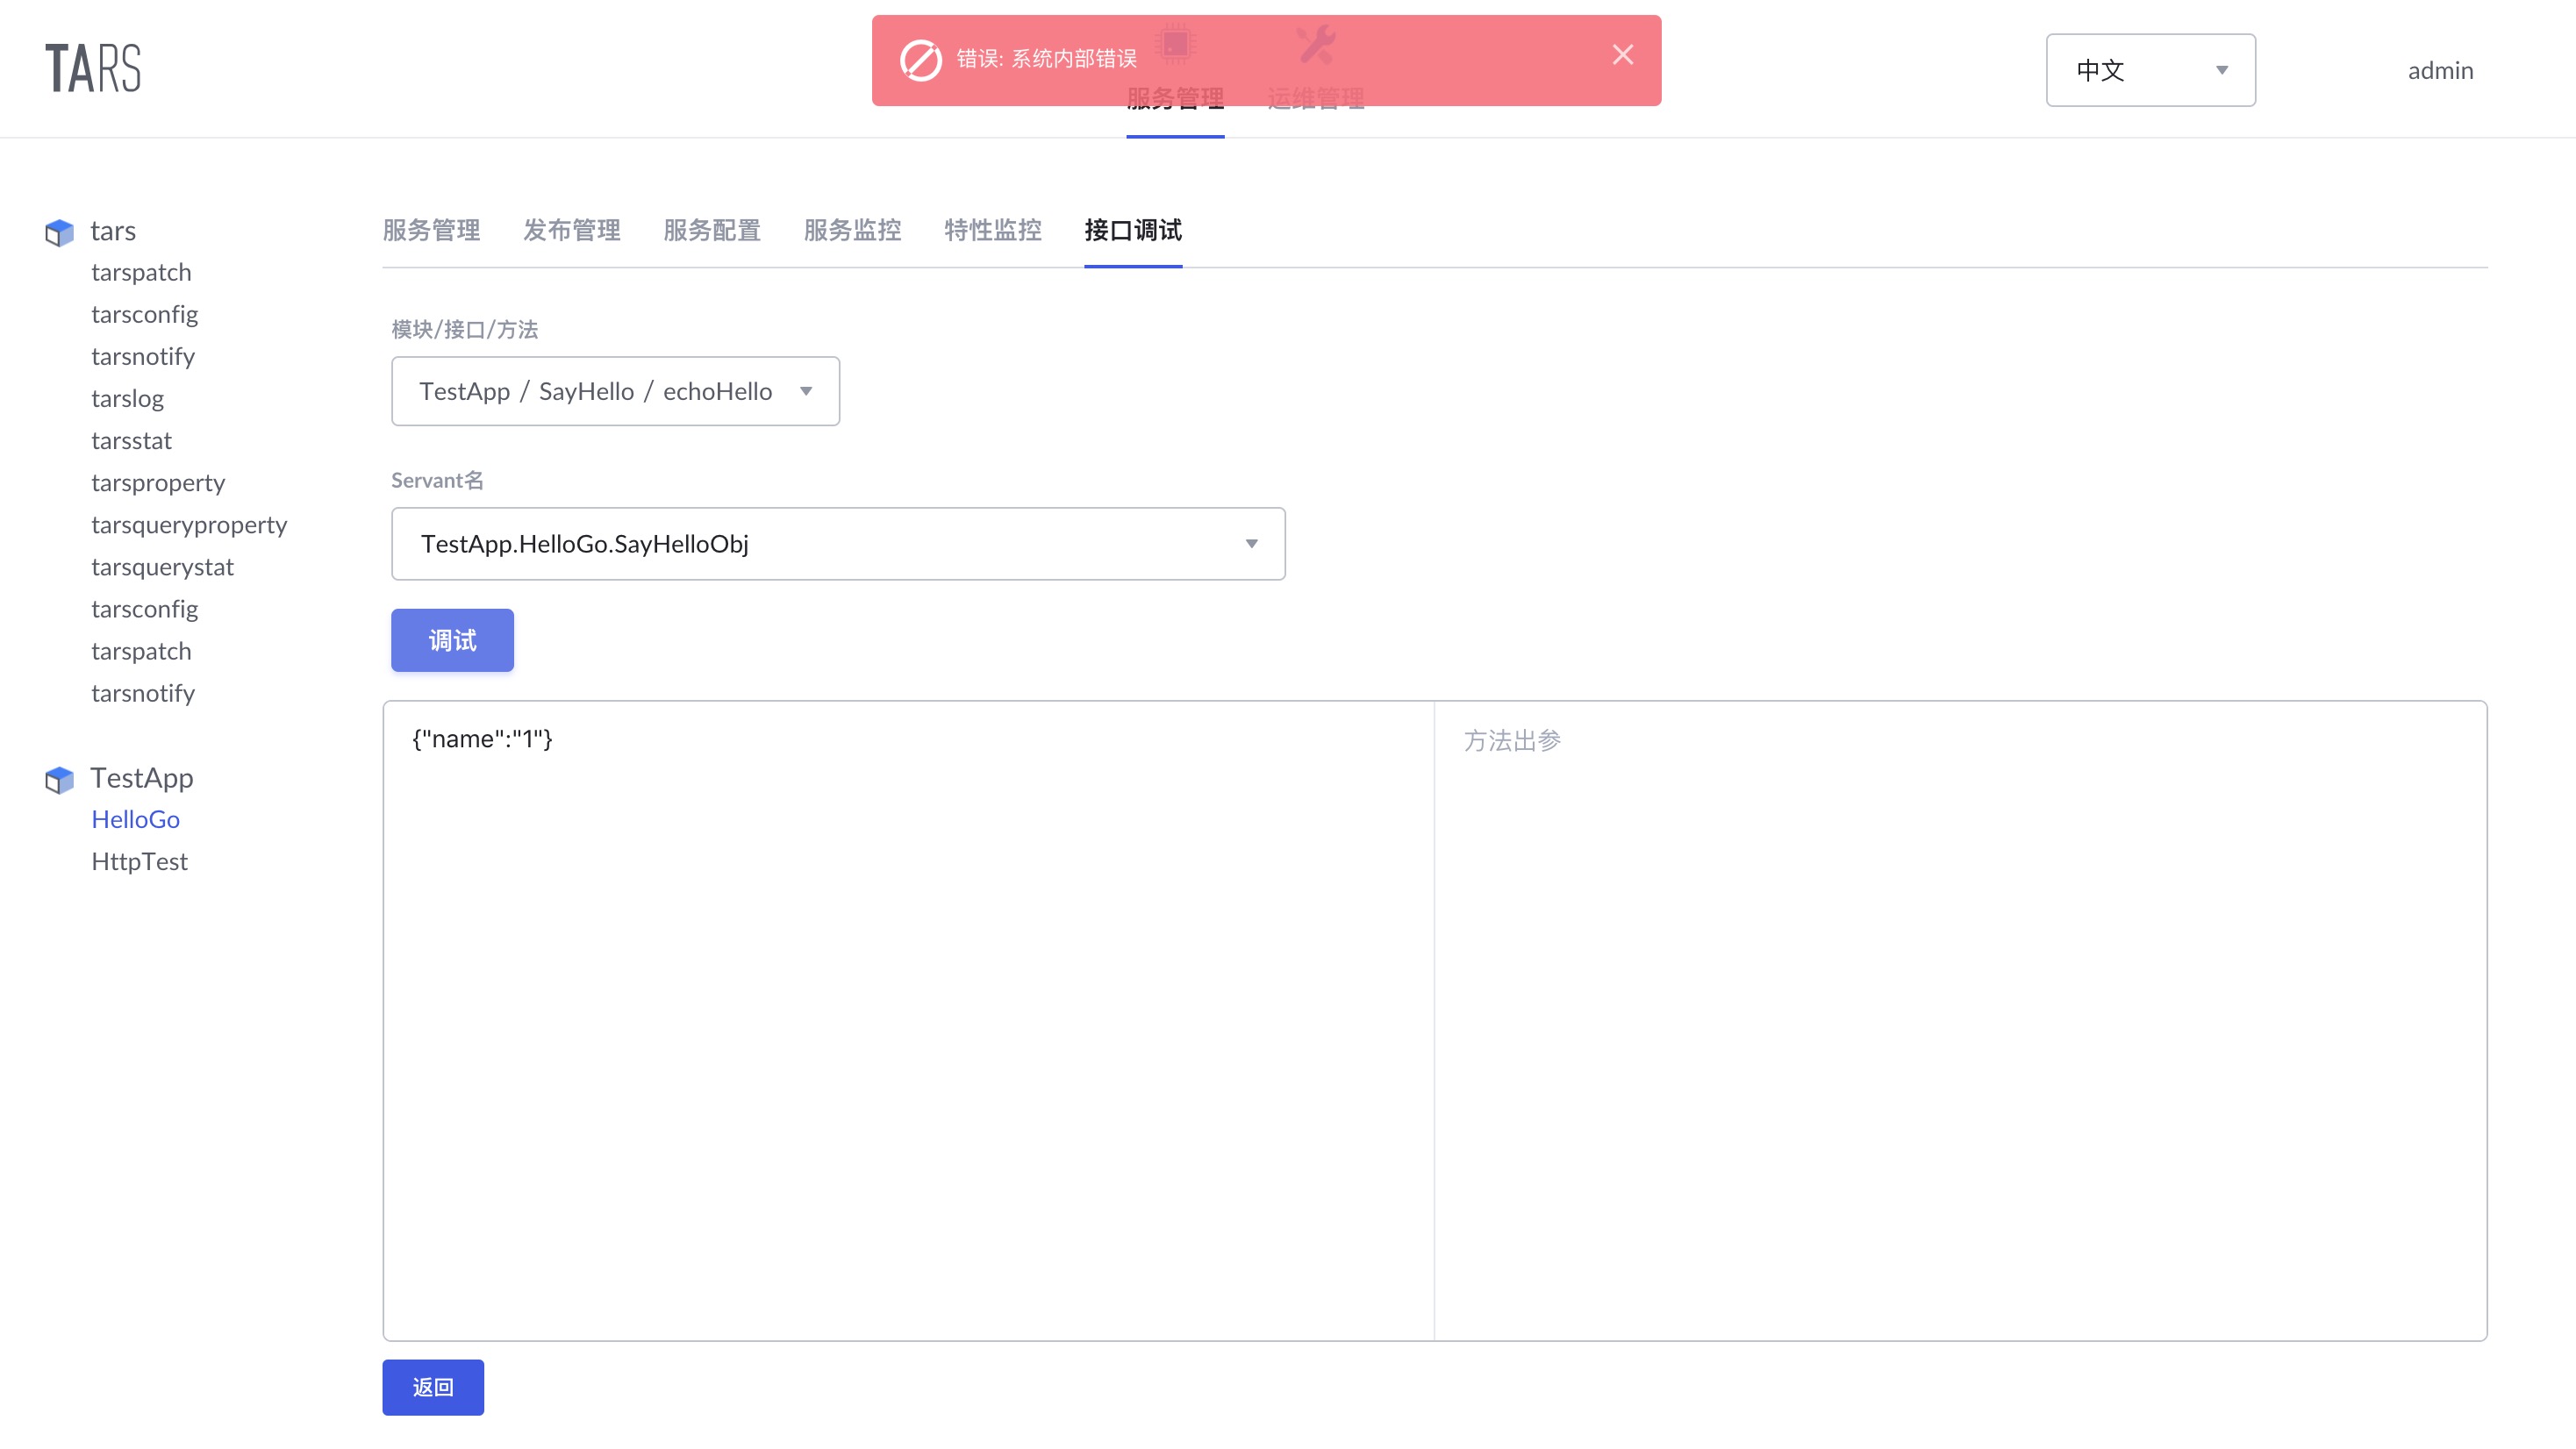 TARS
错误: 系统内部错误
服务管理 运维管理
中文
admin
tars
tarspatch
tarsconfig
tarsnotify
tarslog
tarsstat
tarsproperty
tarsqueryproperty
tarsquerystat
tarsconfig
tarspatch
tarsnotify
TestApp
HelloGo
HttpTest
服务管理 发布管理 服务配置 服务监控 特性监控 接口调试
模块/接口/方法
TestApp / SayHello / echoHello
Servant名
TestApp.HelloGo.SayHelloObj
调试
{"name":"1"}
方法出参
返回